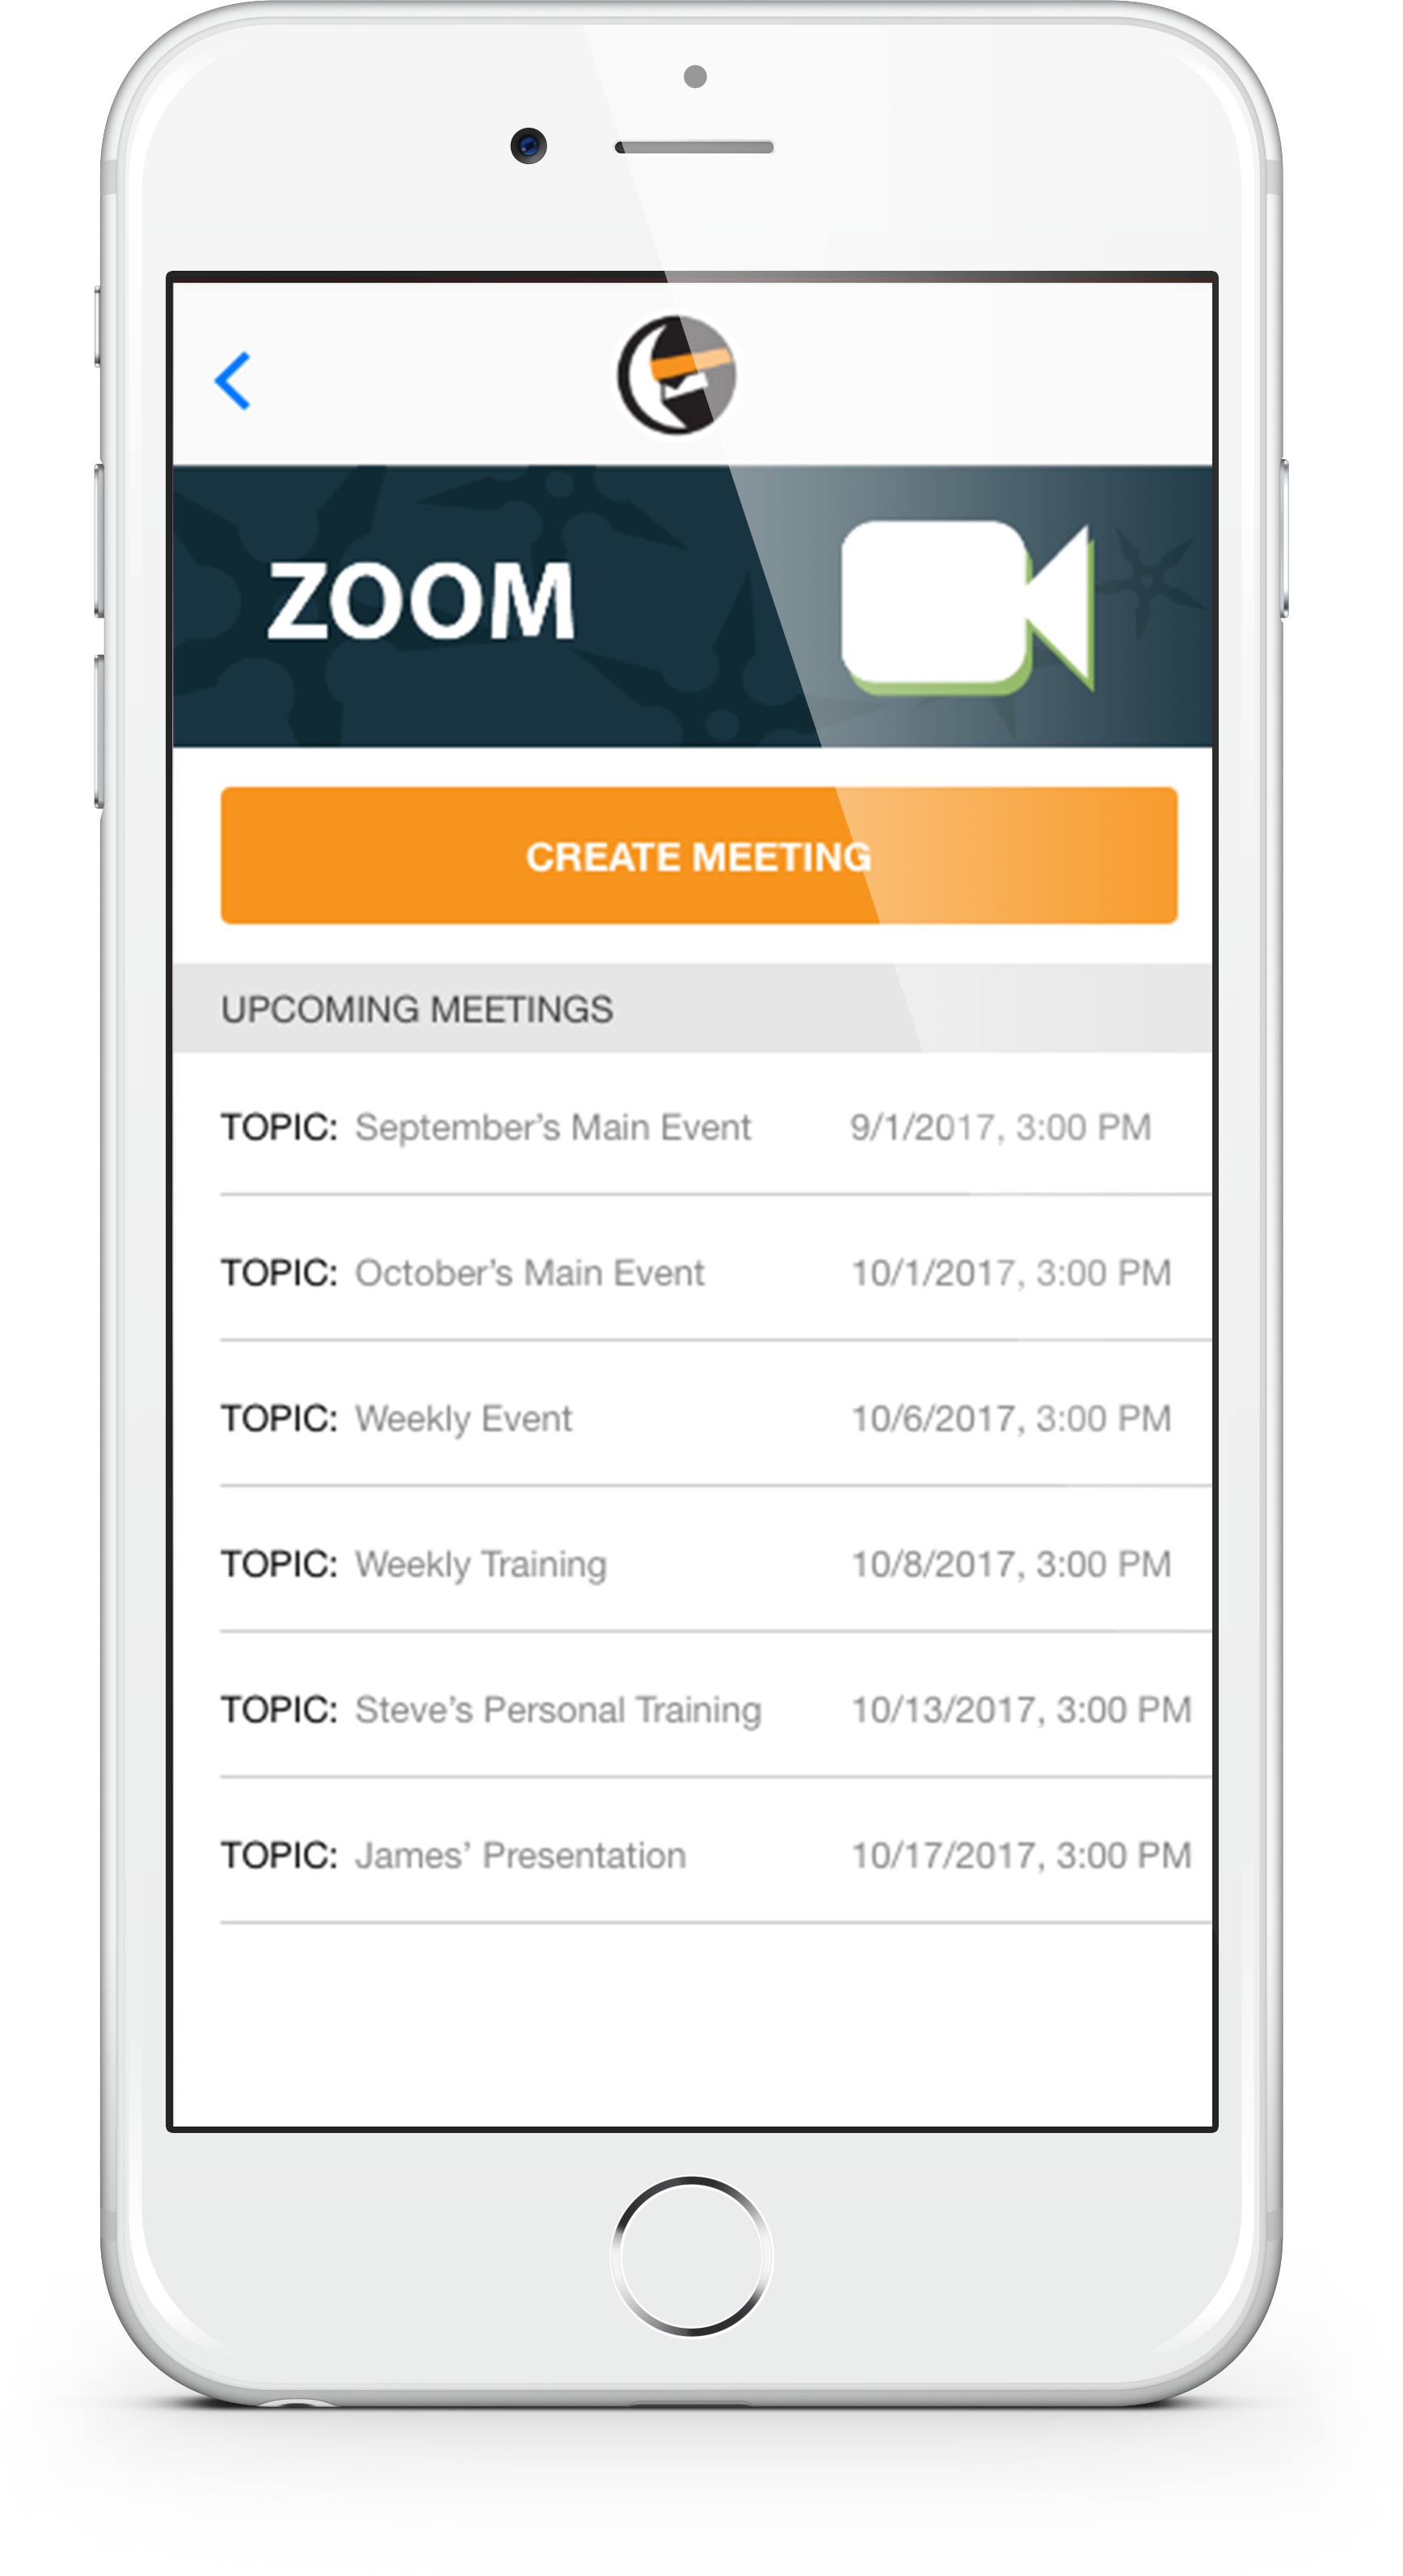 ZOOM
CREATE MEETING
UPCOMING MEETINGS
TOPIC: September’s Main Event 9/1/2017, 3:00 PM
TOPIC: October’s Main Event 10/1/2017, 3:00 PM
TOPIC: Weekly Event 10/6/2017, 3:00 PM
TOPIC: Weekly Training 10/8/2017, 3:00 PM
TOPIC: Steve’s Personal Training 10/13/2017, 3:00 PM
TOPIC: James’ Presentation 10/17/2017, 3:00 PM